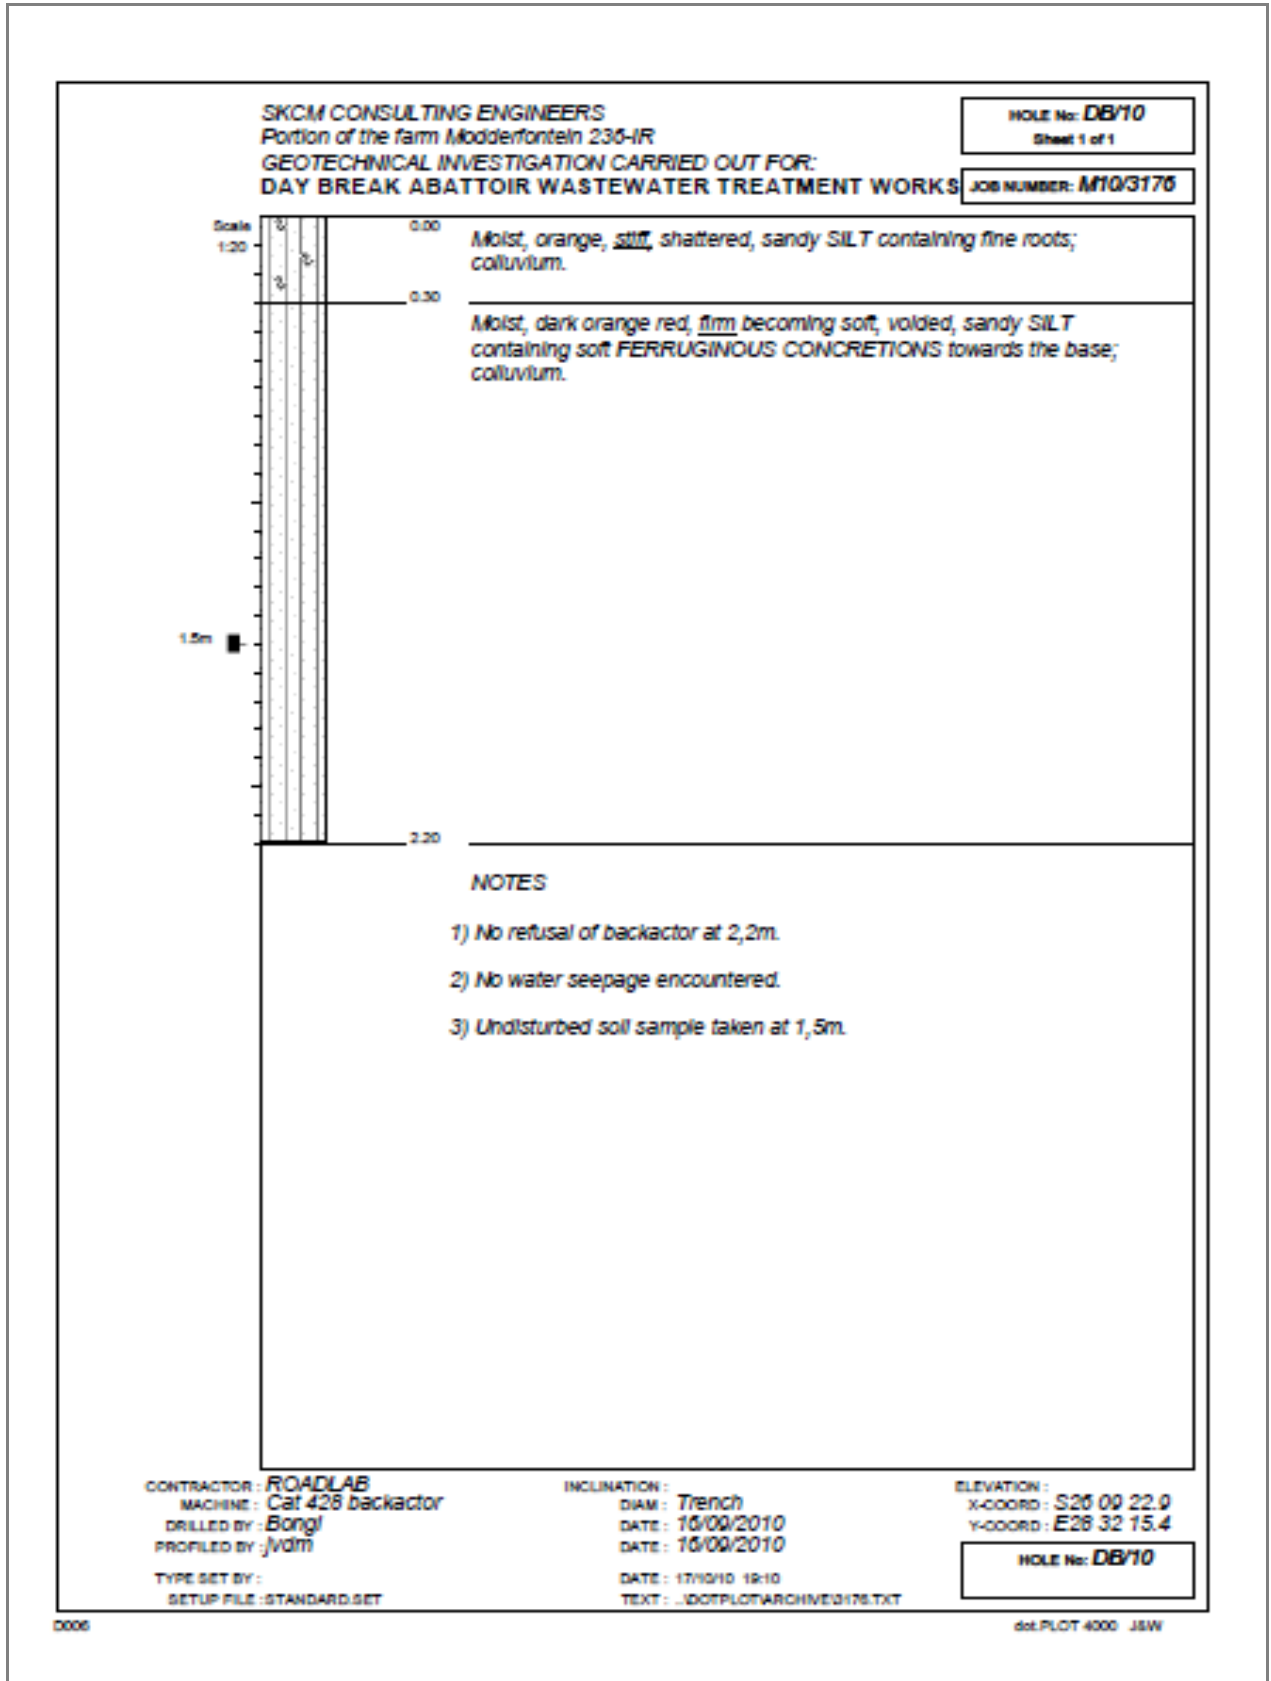 SKCM CONSULTING ENGINEERS
Portion of the farm Modderfontein 236-IR
GEOTECHNICAL INVESTIGATION CARRIED OUT FOR:
DAY BREAK ABATTOIR WASTEWATER TREATMENT WORKS
HOLE No: DB/10
Sheet 1 of 1
JOB NUMBER: M10/3176
Scale
1:20
0.00
Moist, orange, stiff, shattered, sandy SILT containing fine roots;
colluvium.
0.30
Moist, dark orange red, firm becoming soft, voided, sandy SILT
containing soft FERRUGINOUS CONCRETIONS towards the base;
colluvium.
1.5m
2.20
NOTES
1) No refusal of backactor at 2,2m.
2) No water seepage encountered.
3) Undisturbed soil sample taken at 1,5m.
CONTRACTOR : ROADLAB
MACHINE : Cat 428 backactor
DRILLED BY : Bongi
PROFILED BY : jvdm
TYPE SET BY :
SETUP FILE : STANDARD.SET
INCLINATION :
DIAM : Trench
DATE : 16/09/2010
DATE : 16/09/2010
DATE : 17/10/10 19:10
TEXT : ..\DOTPLOT\ARCHIVE\3176.TXT
ELEVATION :
X-COORD : S26 09 22.9
Y-COORD : E28 32 15.4
HOLE No: DB/10
D006
dot.PLOT 4000 J&W